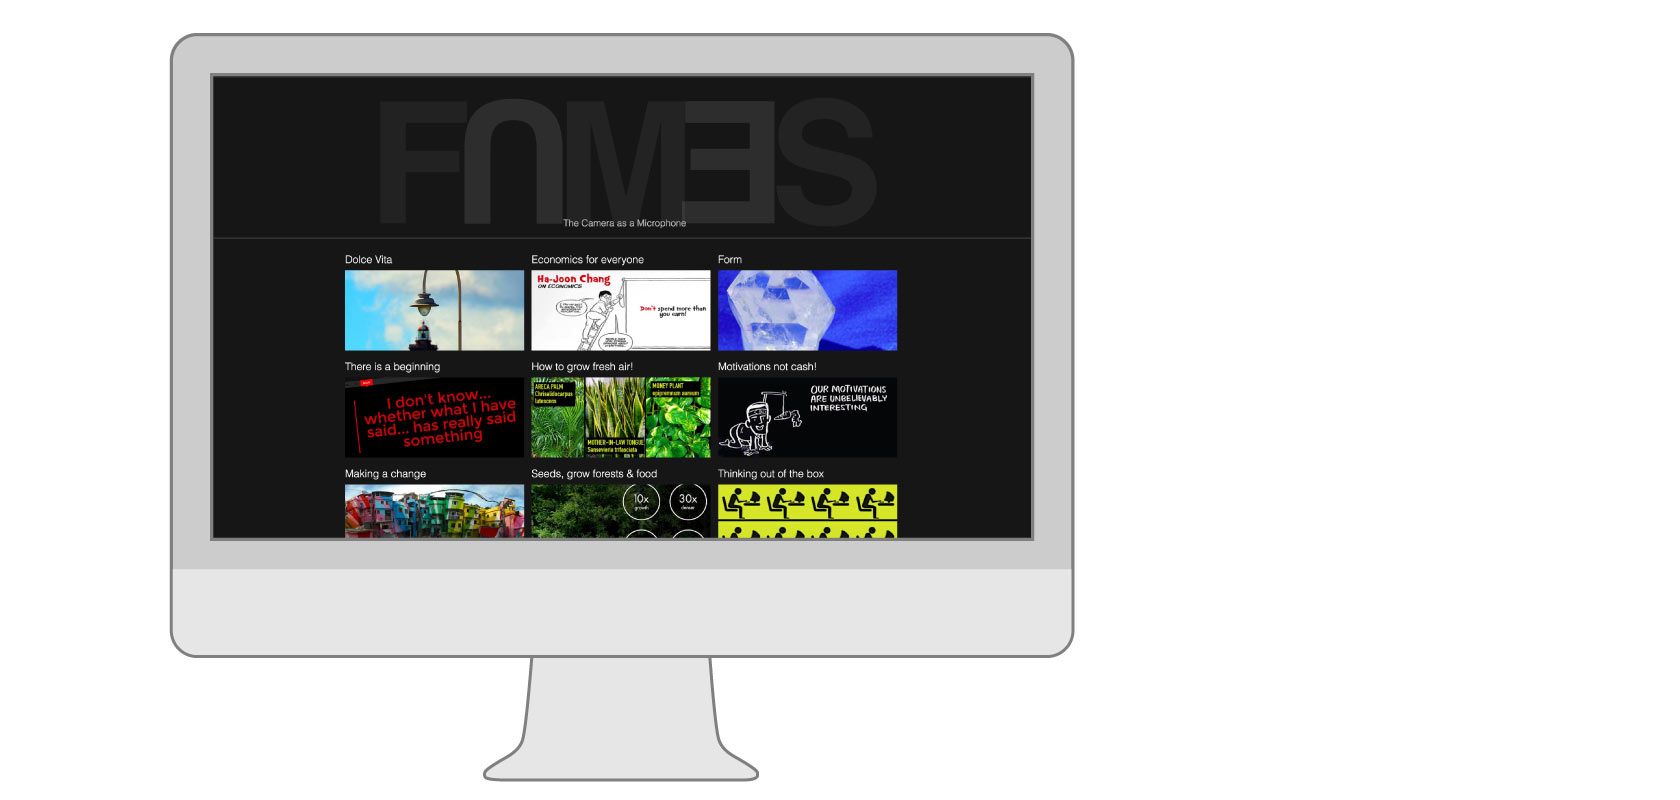 FUMES
The Camera as a Microphone
Dolce Vita
Economics for everyone
Form
Ha-Joon Chang
ON ECONOMICS
Don't spend more than
you earn!
There is a beginning
How to grow fresh air!
Motivations not cash!
I don't know...
whether what I have
said... has really said
something
ARECA PALM
Chrysalidocarpus
lutescens
MOTHER-IN-LAW TONGUE
Sansevieria trifasciata
MONEY PLANT
epipremnum aureum
OUR MOTIVATIONS
ARE UNBELIEVABLY
INTERESTING
Making a change
Seeds, grow forests & food
Thinking out of the box
10x
growth
30x
denser